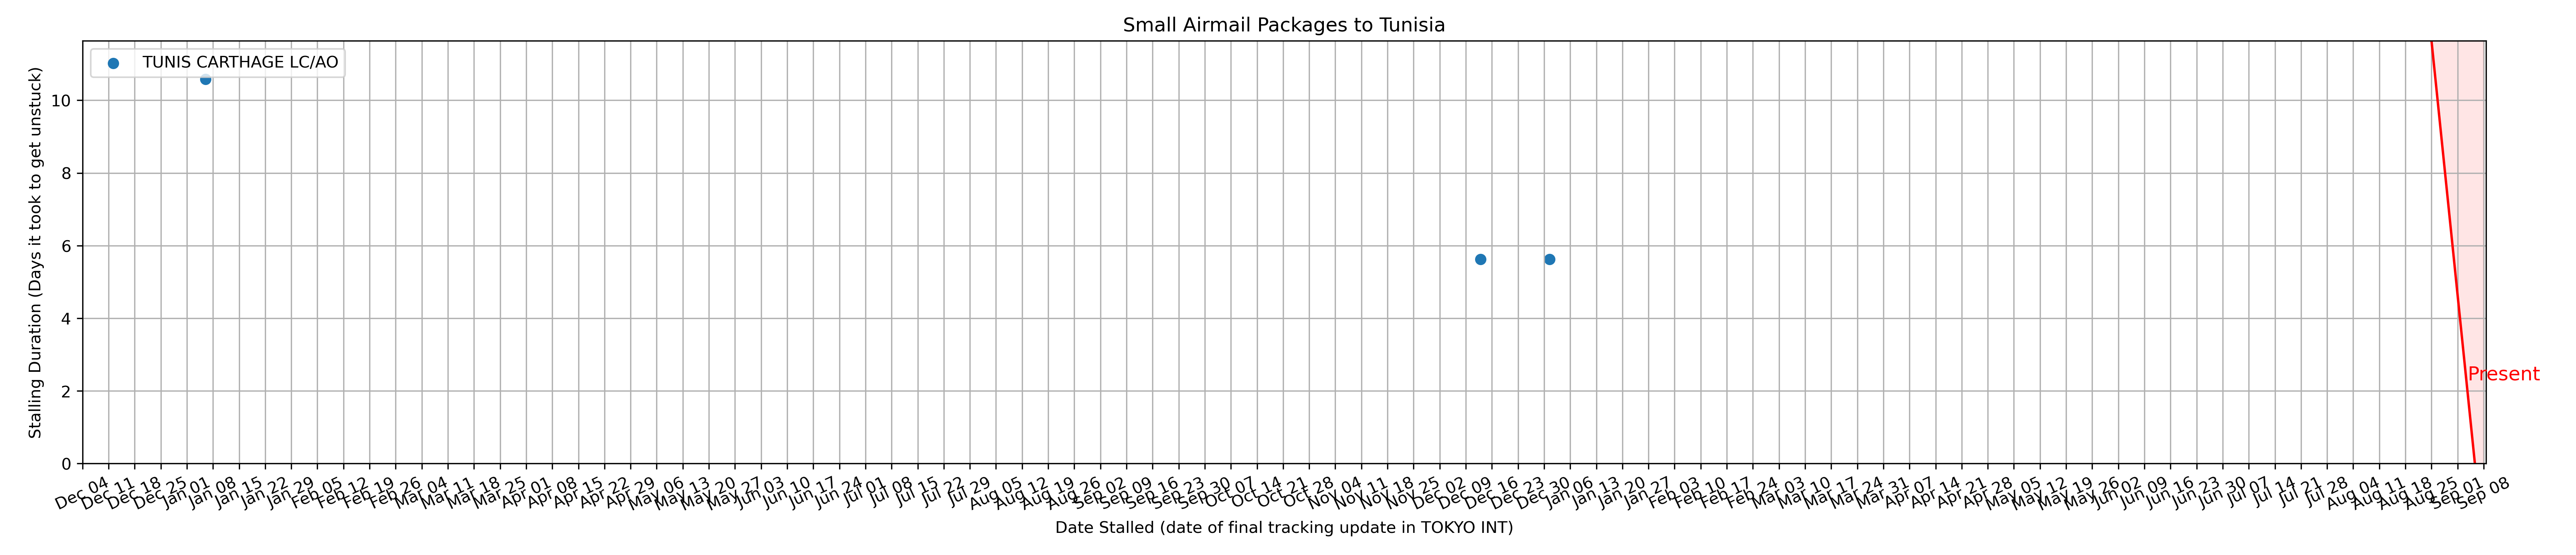 Small Airmail Packages to Tunisia
TUNIS CARTHAGE LC/AO
Stalling Duration (Days it took to get unstuck)
10
8
6
4
2
0
Present
Dec 04
Dec 11
Dec 18
Dec 25
Jan 01
Jan 08
Jan 15
Jan 22
Jan 29
Feb 05
Feb 12
Feb 19
Feb 26
Mar 04
Mar 11
Mar 18
Mar 25
Apr 01
Apr 08
Apr 15
Apr 22
Apr 29
May 06
May 13
May 20
May 27
Jun 03
Jun 10
Jun 17
Jun 24
Jul 01
Jul 08
Jul 15
Jul 22
Jul 29
Aug 05
Aug 12
Aug 19
Aug 26
Sep 02
Sep 09
Sep 16
Sep 23
Sep 30
Oct 07
Oct 14
Oct 21
Oct 28
Nov 04
Nov 11
Nov 18
Nov 25
Dec 02
Dec 09
Dec 16
Dec 23
Dec 30
Jan 06
Jan 13
Jan 20
Jan 27
Feb 03
Feb 10
Feb 17
Feb 24
Mar 03
Mar 10
Mar 17
Mar 24
Mar 31
Apr 07
Apr 14
Apr 21
Apr 28
May 05
May 12
May 19
May 26
Jun 02
Jun 09
Jun 16
Jun 23
Jun 30
Jul 07
Jul 14
Jul 21
Jul 28
Aug 04
Aug 11
Aug 18
Aug 25
Sep 01
Sep 08
Date Stalled (date of final tracking update in TOKYO INT)